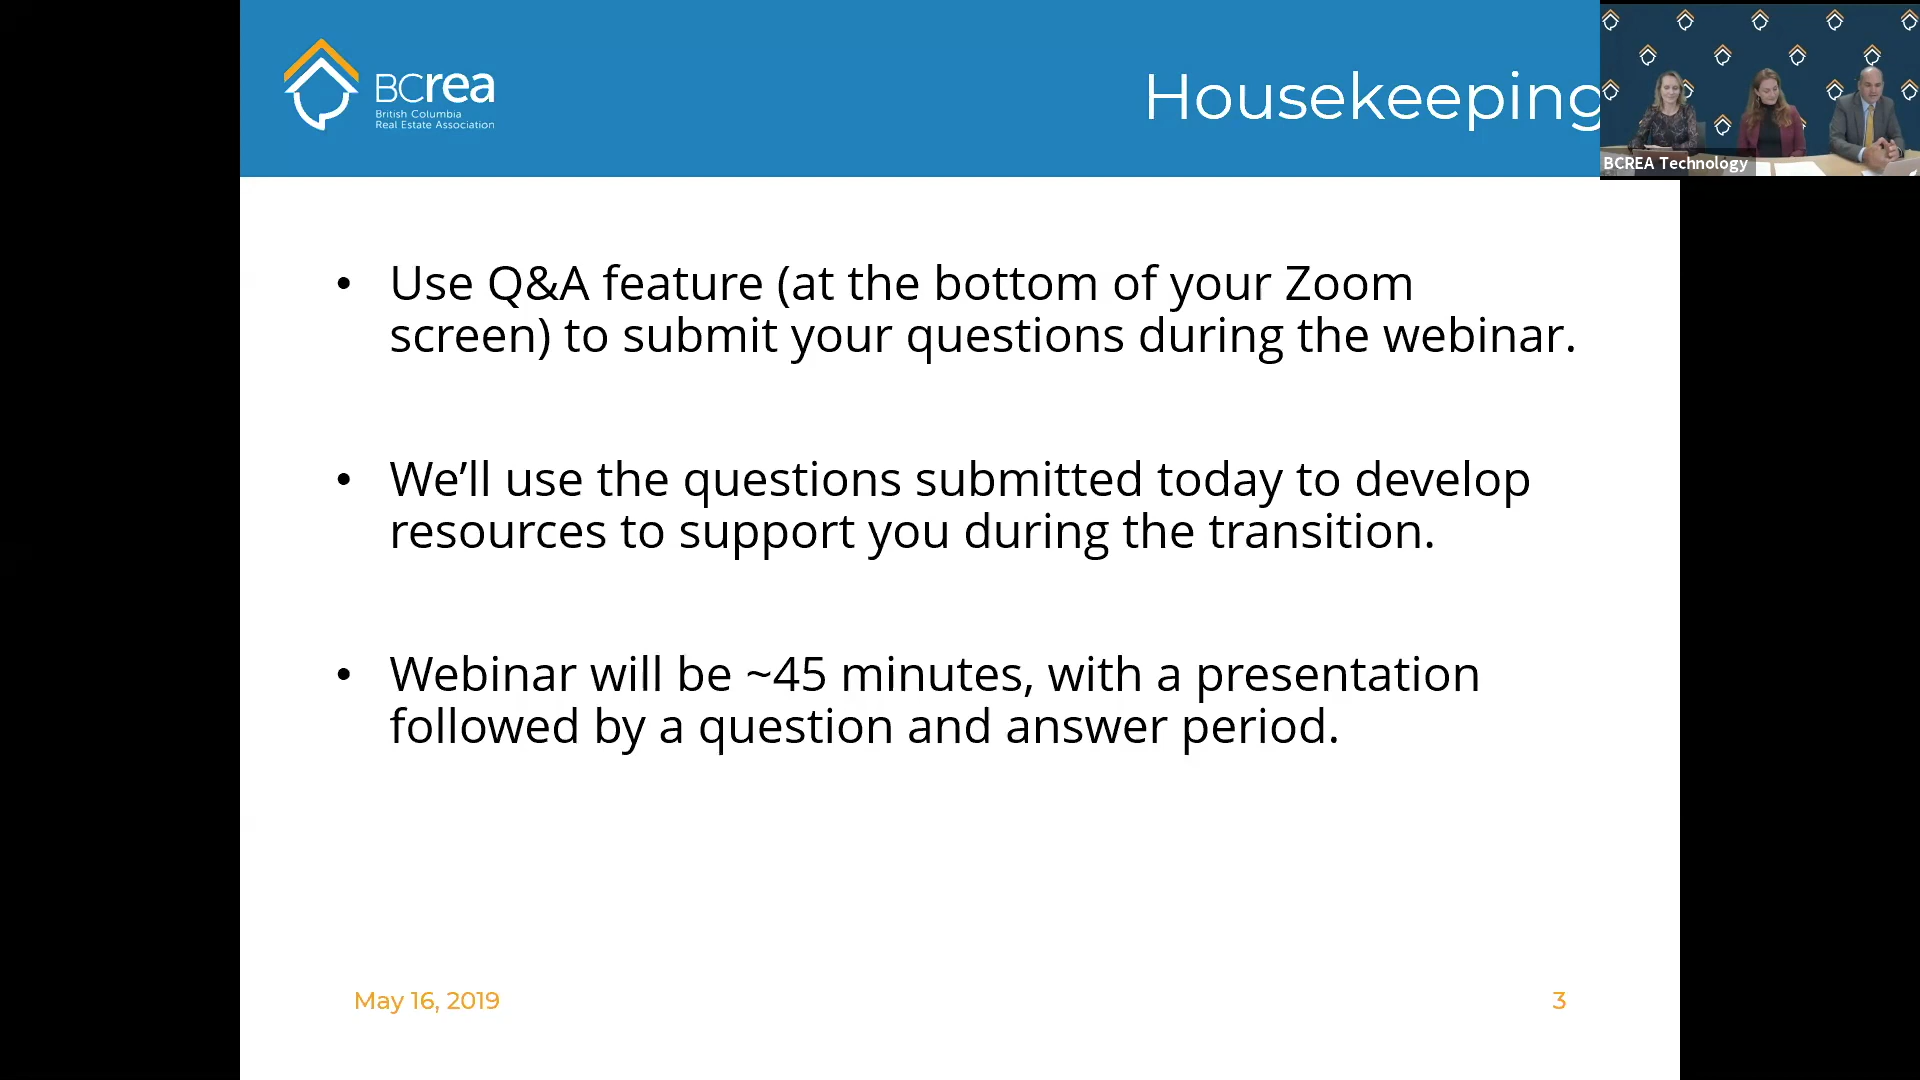 BCrea
British Columbia
Real Estate Association
Housekeeping
BCREA Technology
• Use Q&A feature (at the bottom of your Zoom
screen) to submit your questions during the webinar.
• We’ll use the questions submitted today to develop
resources to support you during the transition.
• Webinar will be ~45 minutes, with a presentation
followed by a question and answer period.
May 16, 2019
3